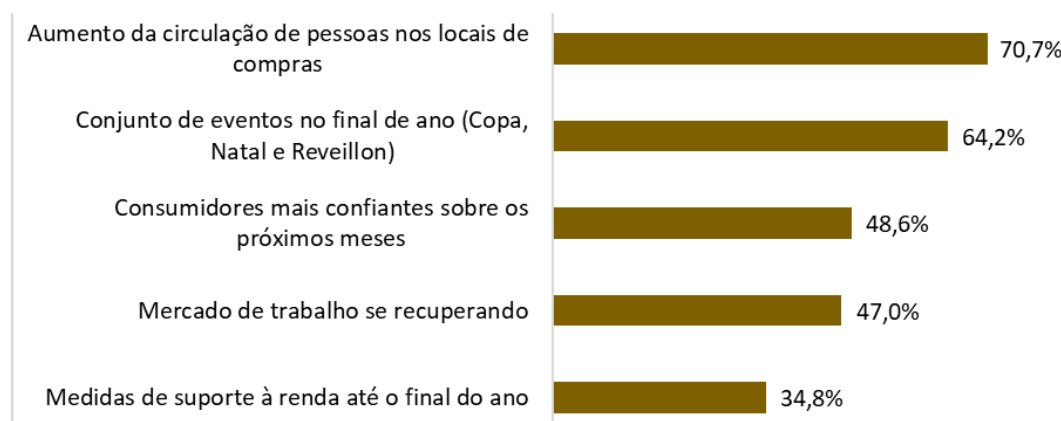 Aumento da circulação de pessoas nos locais de
compras
70,7%
Conjunto de eventos no final de ano (Copa,
Natal e Reveillon)
64,2%
Consumidores mais confiantes sobre os
próximos meses
48,6%
Mercado de trabalho se recuperando
47,0%
Medidas de suporte à renda até o final do ano
34,8%